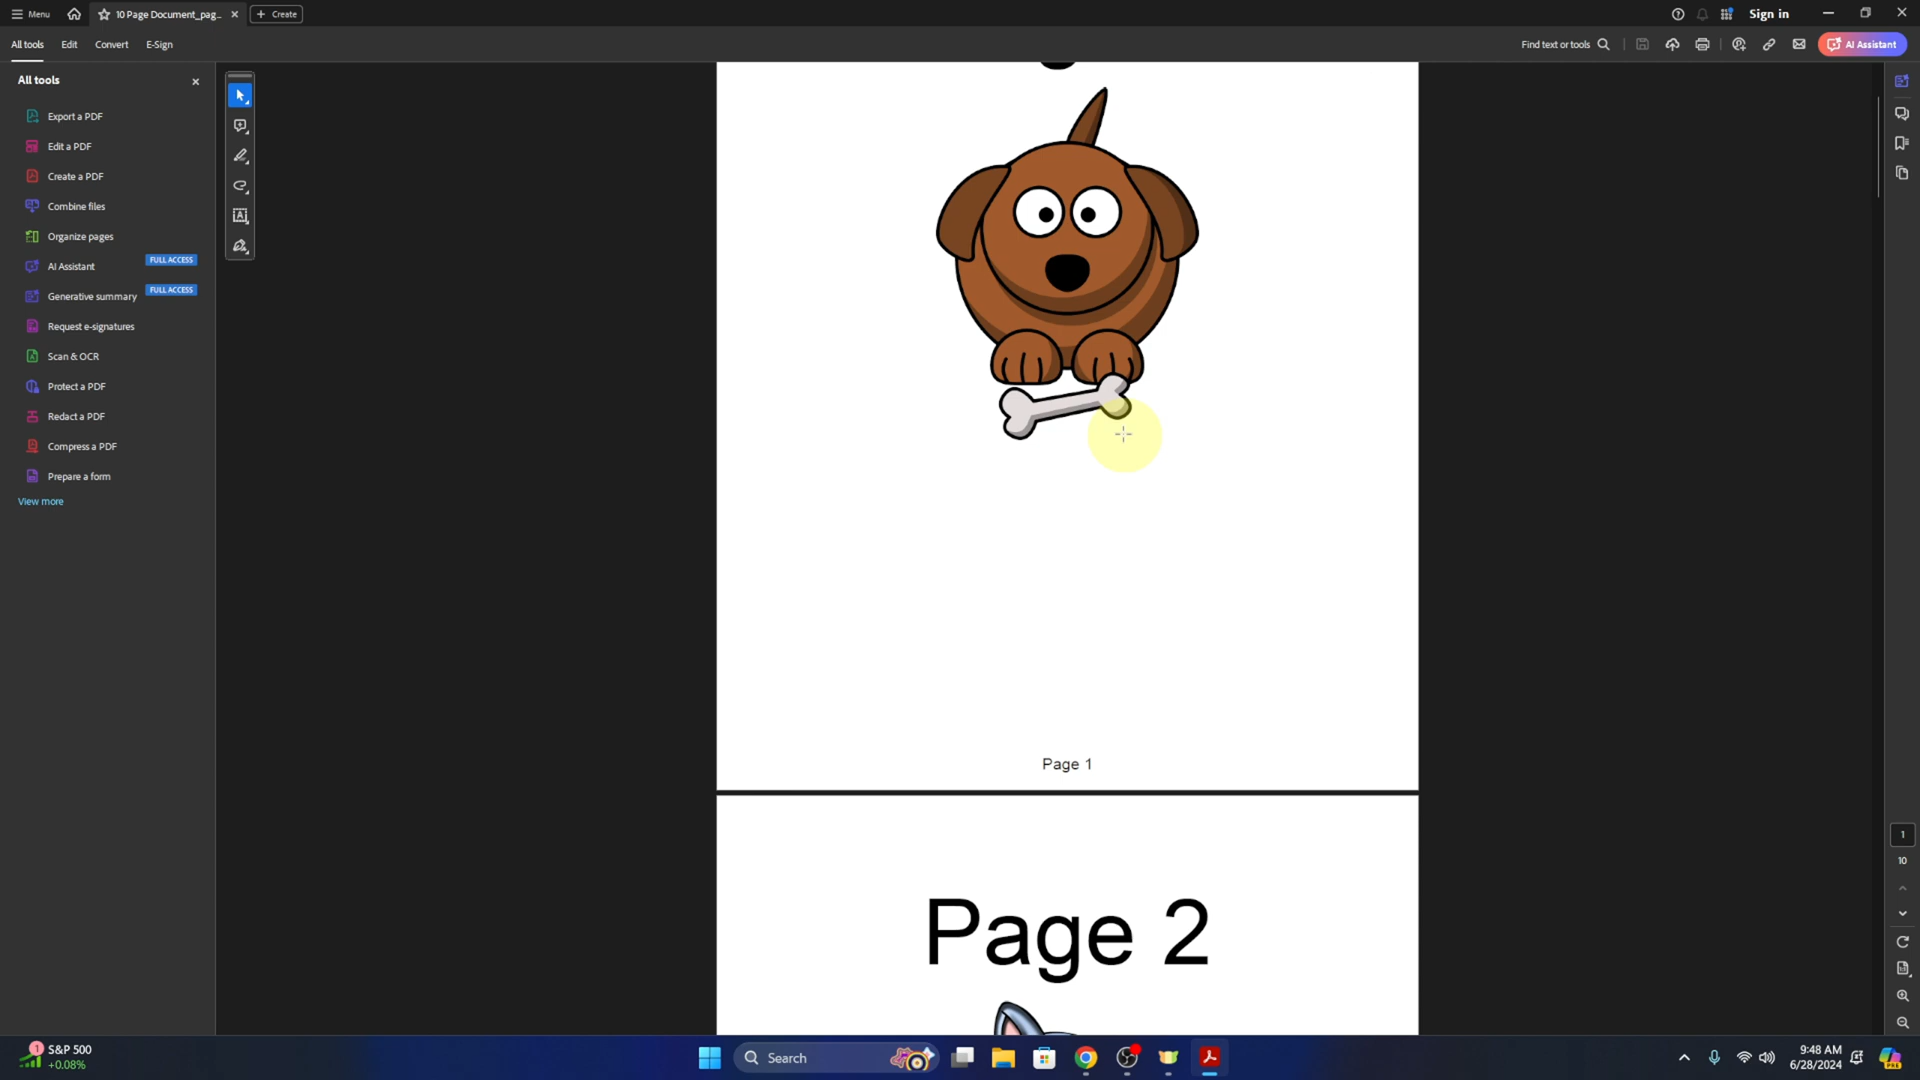 Menu
10 Page Document_pag...
Create
Sign in
All tools
Edit
Convert
E-Sign
Find text or tools
AI Assistant
All tools
Export a PDF
Edit a PDF
Create a PDF
Combine files
Organize pages
AI Assistant
FULL ACCESS
Generative summary
FULL ACCESS
Request e-signatures
Scan & OCR
Protect a PDF
Redact a PDF
Compress a PDF
Prepare a form
View more
Page 1
Page 2
1
10
1
S&P 500
+0.08%
Search
9:48 AM
6/28/2024
PRE